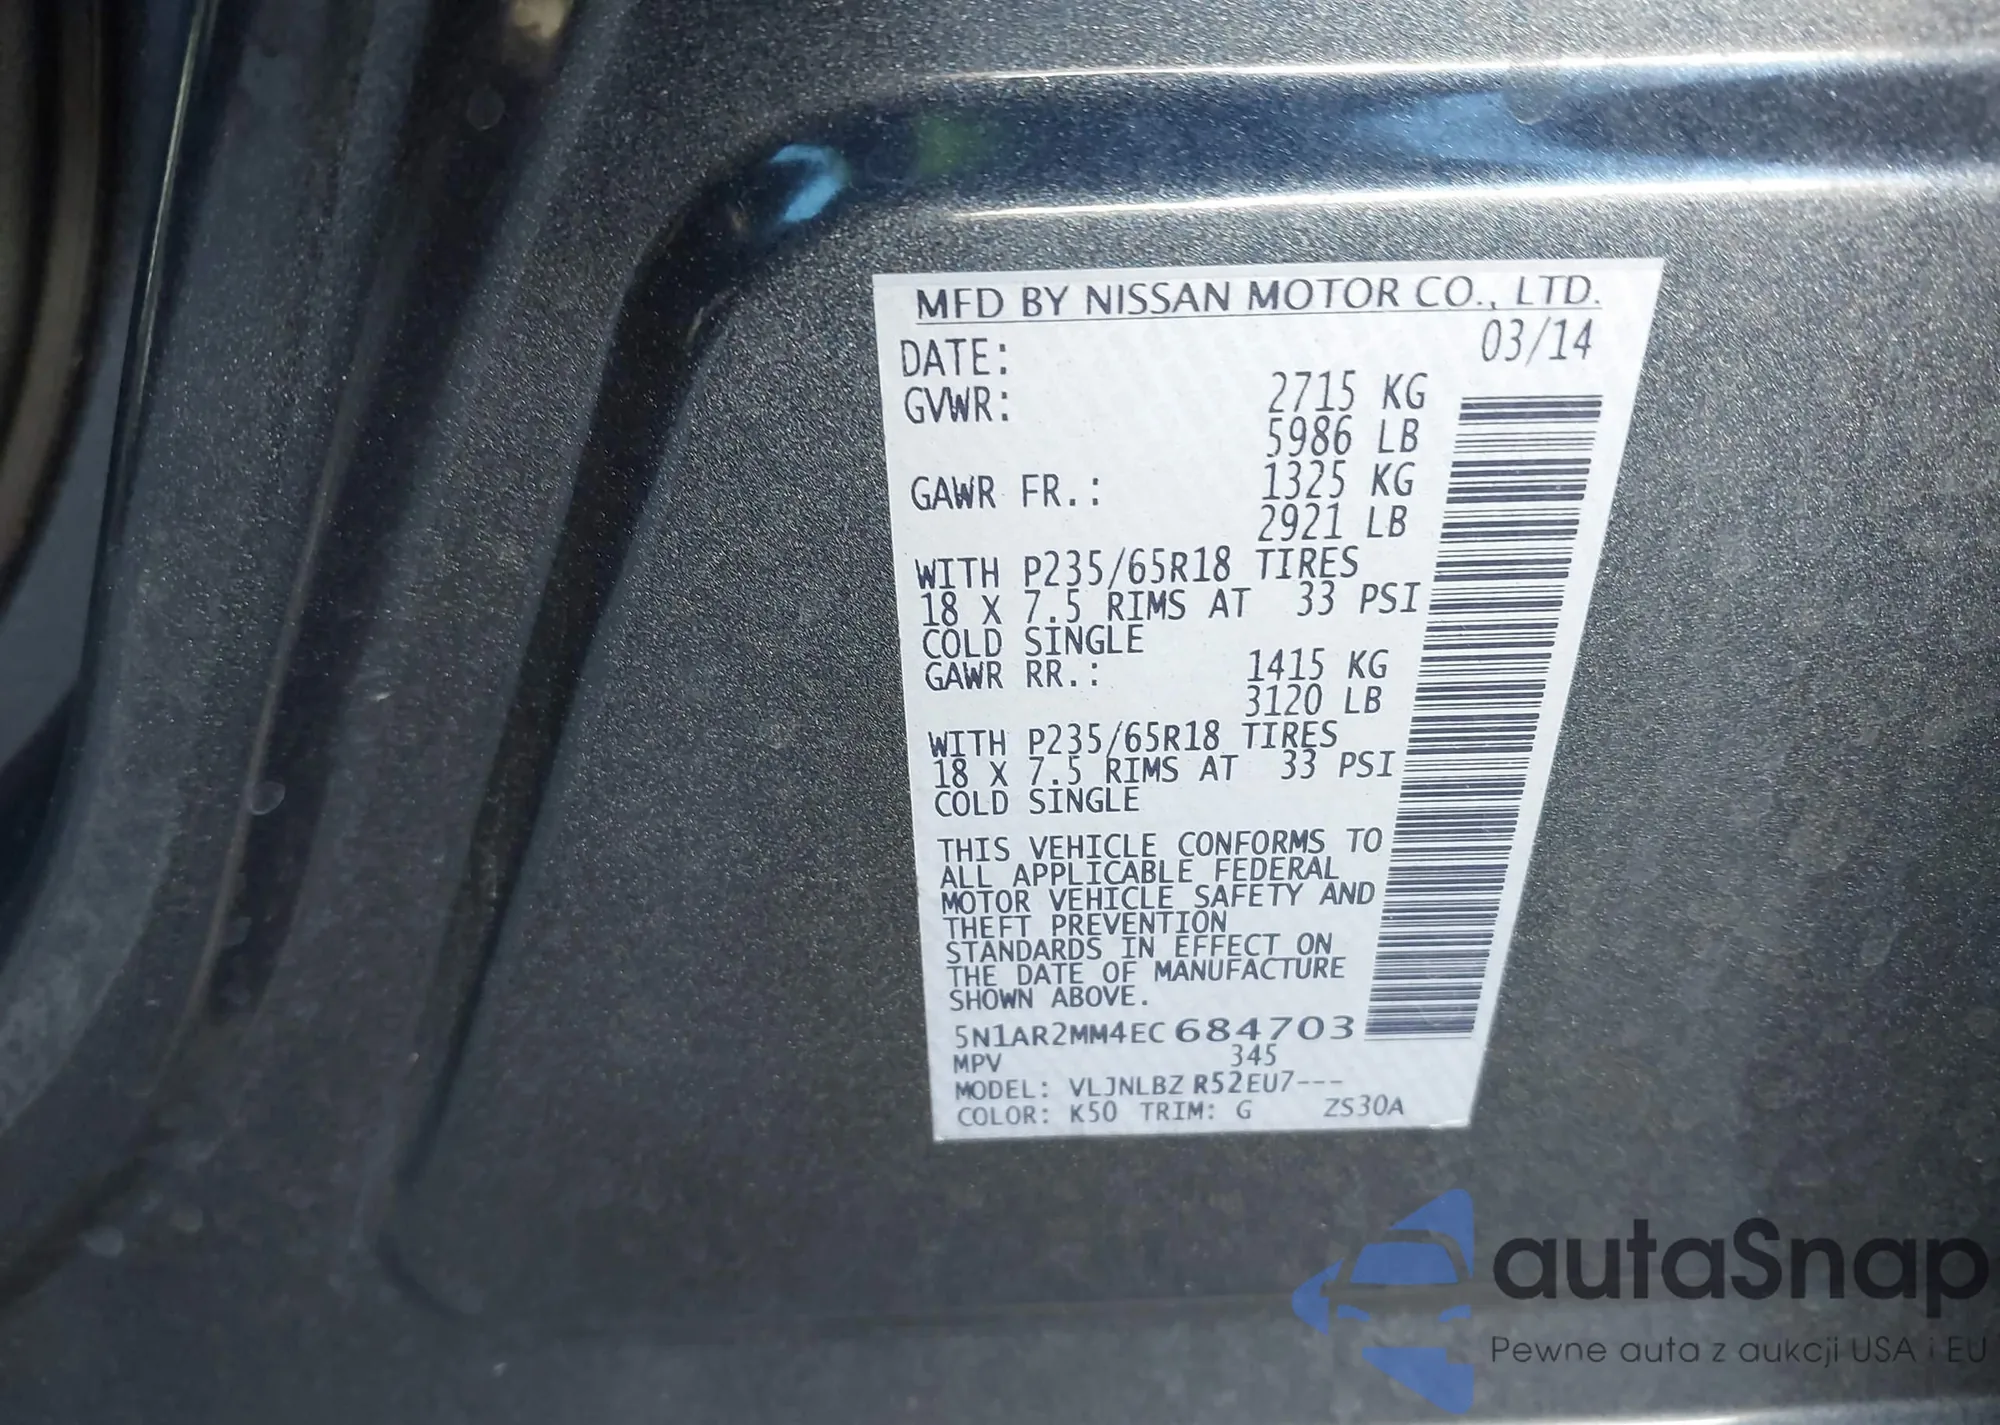 MFD BY NISSAN MOTOR CO., LTD.
DATE: 03/14
GVWR: 2715 KG
5986 LB
GAWR FR.: 1325 KG
2921 LB
WITH P235/65R18 TIRES
18 X 7.5 RIMS AT 33 PSI
COLD SINGLE
GAWR RR.: 1415 KG
3120 LB
WITH P235/65R18 TIRES
18 X 7.5 RIMS AT 33 PSI
COLD SINGLE
THIS VEHICLE CONFORMS TO
ALL APPLICABLE FEDERAL
MOTOR VEHICLE SAFETY AND
THEFT PREVENTION
STANDARDS IN EFFECT ON
THE DATE OF MANUFACTURE
SHOWN ABOVE.
5N1AR2MM4EC684703
MPV 345
MODEL: VLJNLBZ R52EU7---
COLOR: K50 TRIM: G ZS30A
autaSnap
Pewne auta z aukcji USA i EU